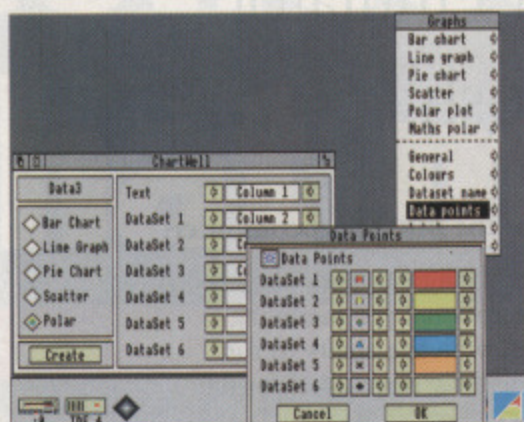 Graphs
Bar chart
Line graph
Pie chart
Scatter
Polar plot
Maths polar
General
Colours
Dataset name
Data points
ChartWell
Data3
Bar Chart
Line Graph
Pie Chart
Scatter
Polar
Create
Text Column 1
DataSet 1 Column 2
DataSet 2
DataSet 3
DataSet 4
DataSet 5
DataSet 6
Data Points
Data Points
DataSet 1
DataSet 2
DataSet 3
DataSet 4
DataSet 5
DataSet 6
Cancel OK